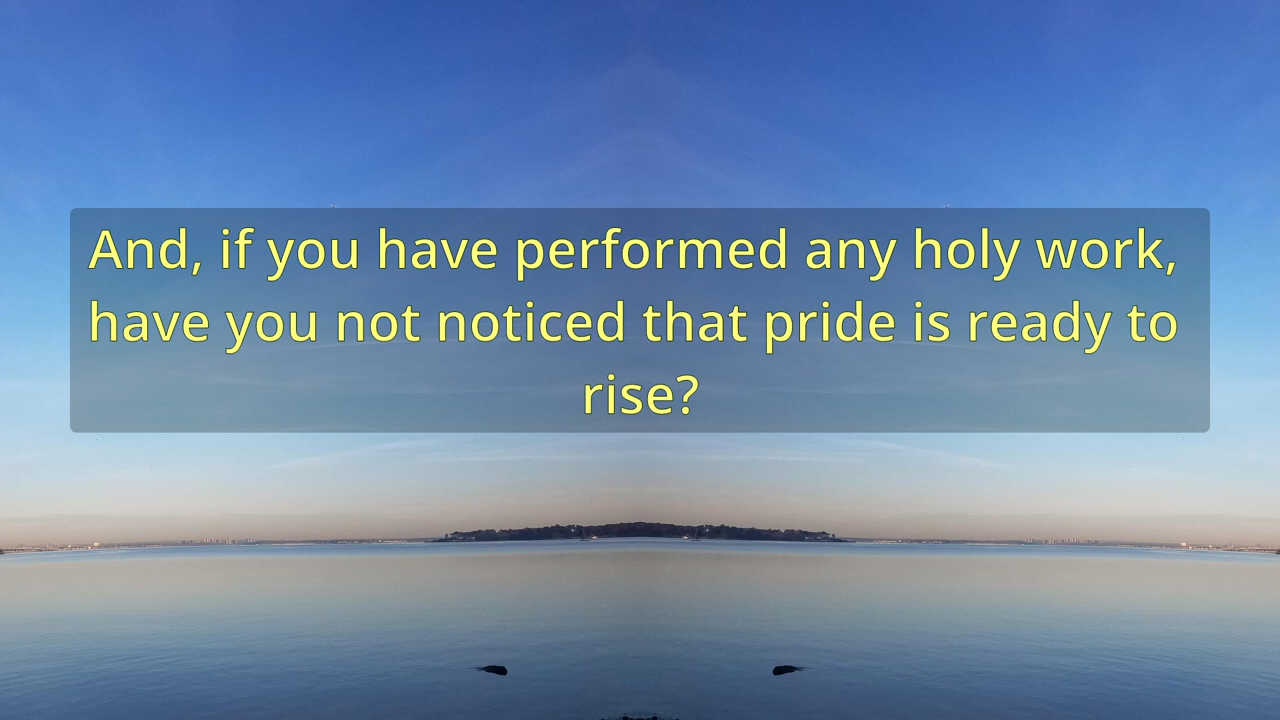 And, if you have performed any holy work,
have you not noticed that pride is ready to
rise?